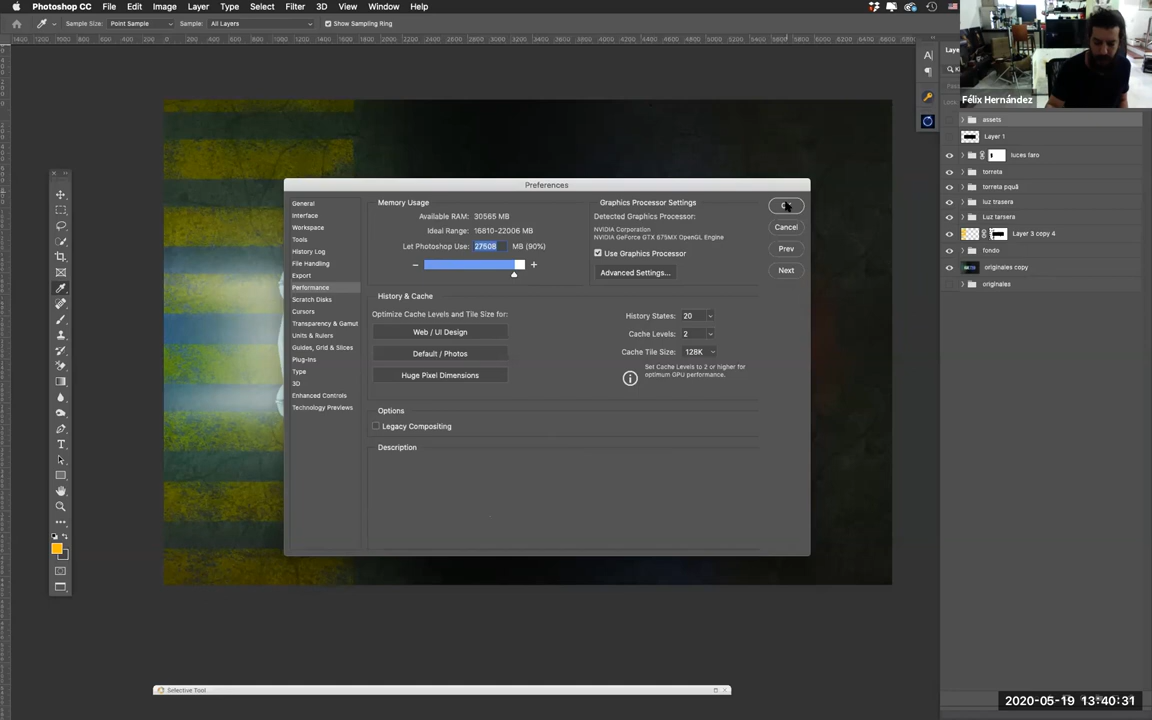 Photoshop CC File Edit Image Layer Type Select Filter 3D View Window Help
Sample Size: Point Sample Sample: All Layers Show Sampling Ring
Félix Hernández
assets
Layer 1
luces faro
torreta
torreta pquã
luz trasera
Luz tarsera
Layer 3 copy 4
fondo
originales copy
originales
Preferences
General
Interface
Workspace
Tools
History Log
File Handling
Export
Performance
Scratch Disks
Cursors
Transparency & Gamut
Units & Rulers
Guides, Grid & Slices
Plug-Ins
Type
3D
Enhanced Controls
Technology Previews
Memory Usage
Available RAM: 30565 MB
Ideal Range: 16810-22006 MB
Let Photoshop Use: 27508 MB (90%)
Graphics Processor Settings
Detected Graphics Processor:
NVIDIA Corporation
NVIDIA GeForce GTX 675MX OpenGL Engine
Use Graphics Processor
Advanced Settings...
Cancel
Prev
Next
History & Cache
Optimize Cache Levels and Tile Size for:
Web / UI Design
Default / Photos
Huge Pixel Dimensions
History States: 20
Cache Levels: 2
Cache Tile Size: 128K
Set Cache Levels to 2 or higher for
optimum GPU performance.
Options
Legacy Compositing
Description
Selective Tool
2020-05-19 13:40:31